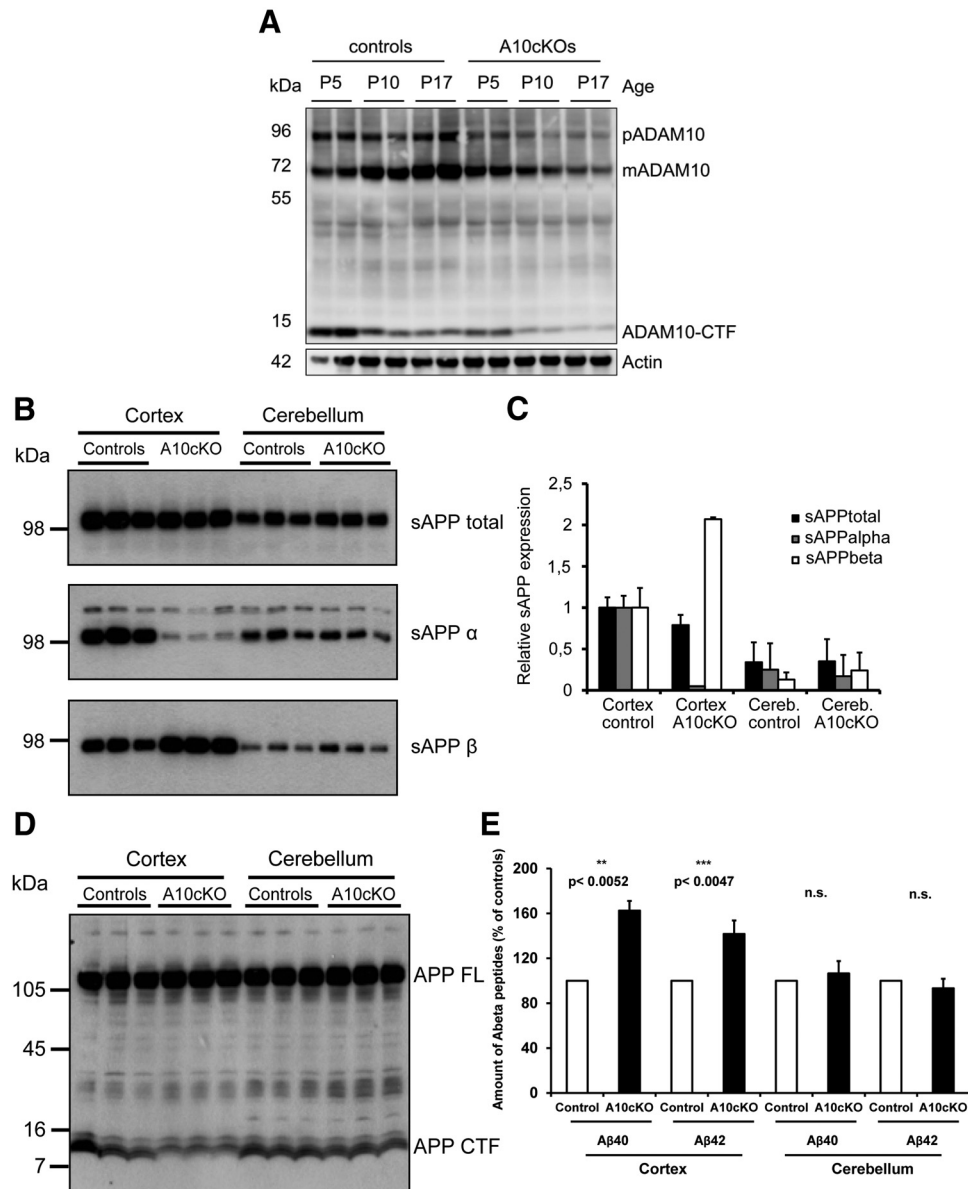 A
controls A10cKOs
kDa P5 P10 P17 P5 P10 P17 Age
96 pADAM10
72 mADAM10
55
15 ADAM10-CTF
42 Actin
B
Cortex Cerebellum
kDa Controls A10cKO Controls A10cKO
98 sAPP total
98 sAPP α
98 sAPP β
C
Relative sAPP expression
2,5
2
1,5
1
0,5
0
sAPPtotal
sAPPalpha
sAPPbeta
Cortex Cortex Cereb. Cereb.
control A10cKO control A10cKO
D
Cortex Cerebellum
kDa Controls A10cKO Controls A10cKO
105 APP FL
45
16
7 APP CTF
E
Amount of Abeta peptides (% of controls)
200
160
120
80
40
0
** *** n.s. n.s.
p< 0.0052 p< 0.0047
Control A10cKO Control A10cKO Control A10cKO Control A10cKO
Aβ40 Aβ42 Aβ40 Aβ42
Cortex Cerebellum